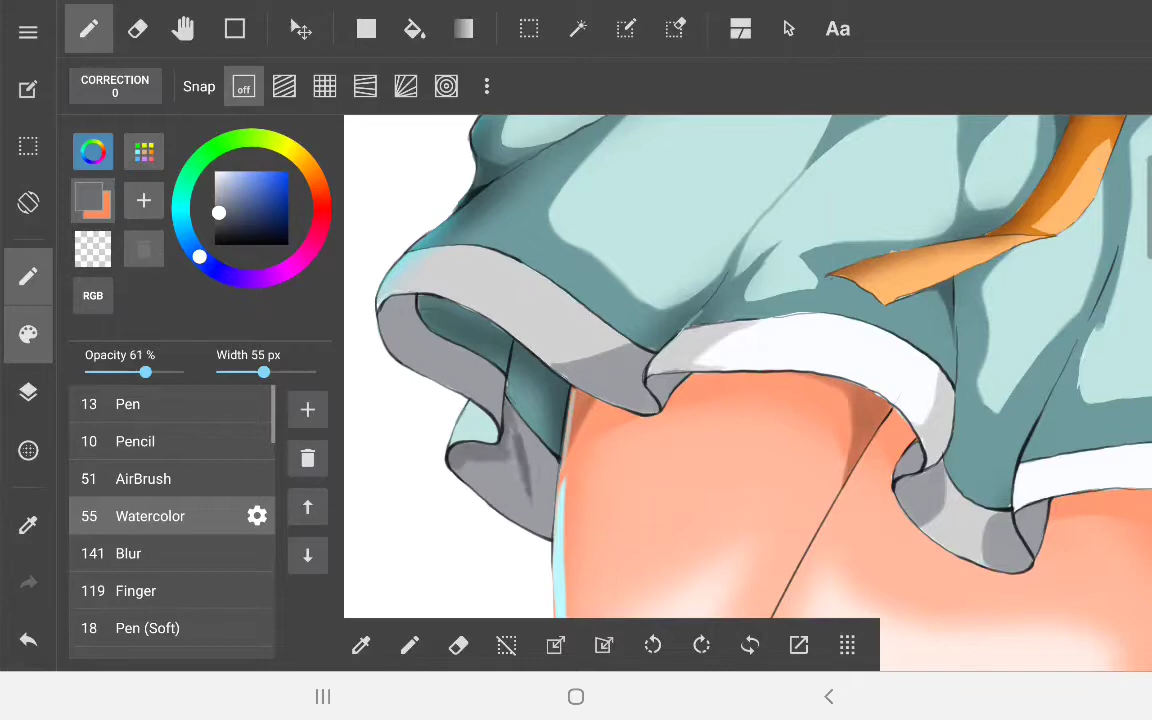 Aa
CORRECTION
0
Snap
off
RGB
Opacity 61 %
Width 55 px
13 Pen
10 Pencil
51 AirBrush
55 Watercolor
141 Blur
119 Finger
18 Pen (Soft)